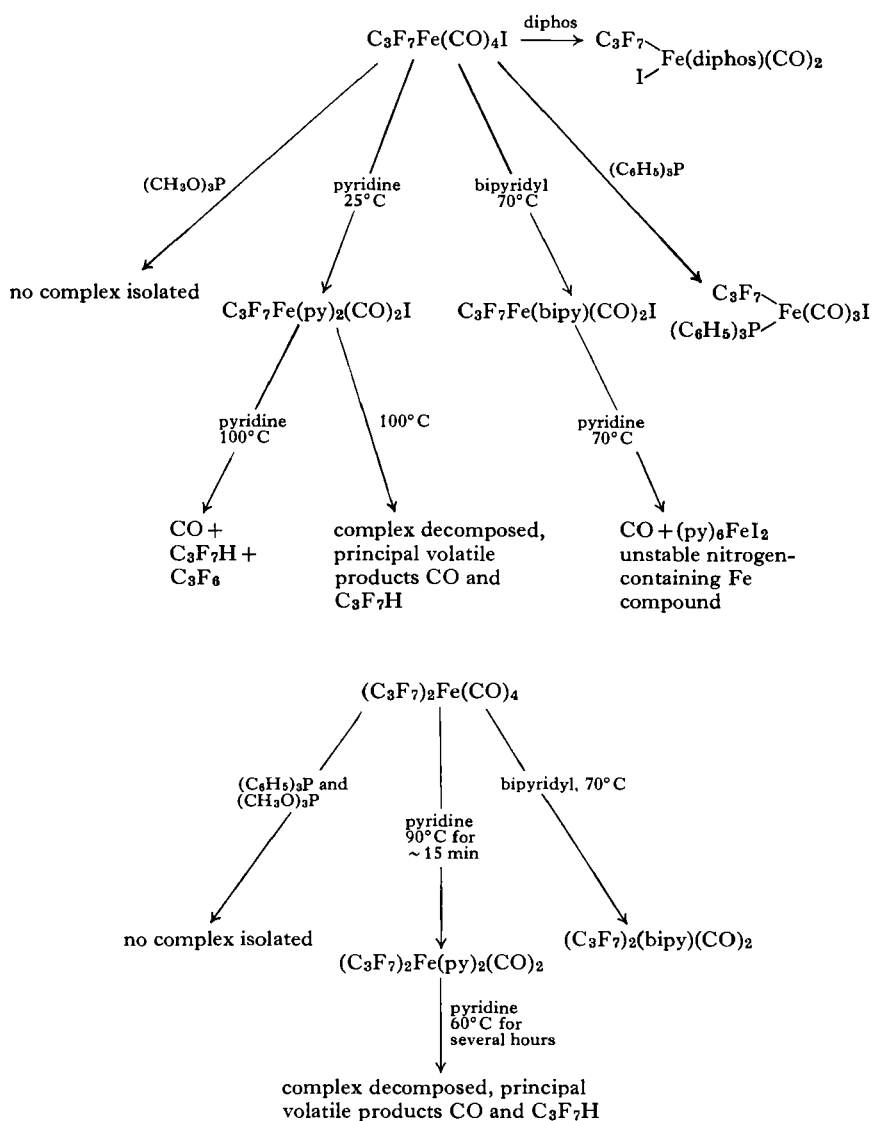 C₃F₇Fe(CO)₄I
diphos
C₃F₇
I
Fe(diphos)(CO)₂
(CH₃O)₃P
pyridine
25°C
bipyridyl
70°C
(C₆H₅)₃P
no complex isolated
C₃F₇Fe(py)₂(CO)₂I
C₃F₇Fe(bipy)(CO)₂I
C₃F₇
(C₆H₅)₃P
Fe(CO)₃I
pyridine
100°C
100°C
pyridine
70°C
CO +
C₃F₇H +
C₃F₆
complex decomposed,
principal volatile
products CO and
C₃F₇H
CO + (py)₆FeI₂
unstable nitrogen-
containing Fe
compound
(C₃F₇)₂Fe(CO)₄
(C₆H₅)₃P and
(CH₃O)₃P
pyridine
90°C for
~ 15 min
bipyridyl, 70°C
no complex isolated
(C₃F₇)₂Fe(py)₂(CO)₂
(C₃F₇)₂(bipy)(CO)₂
pyridine
60°C for
several hours
complex decomposed, principal
volatile products CO and C₃F₇H